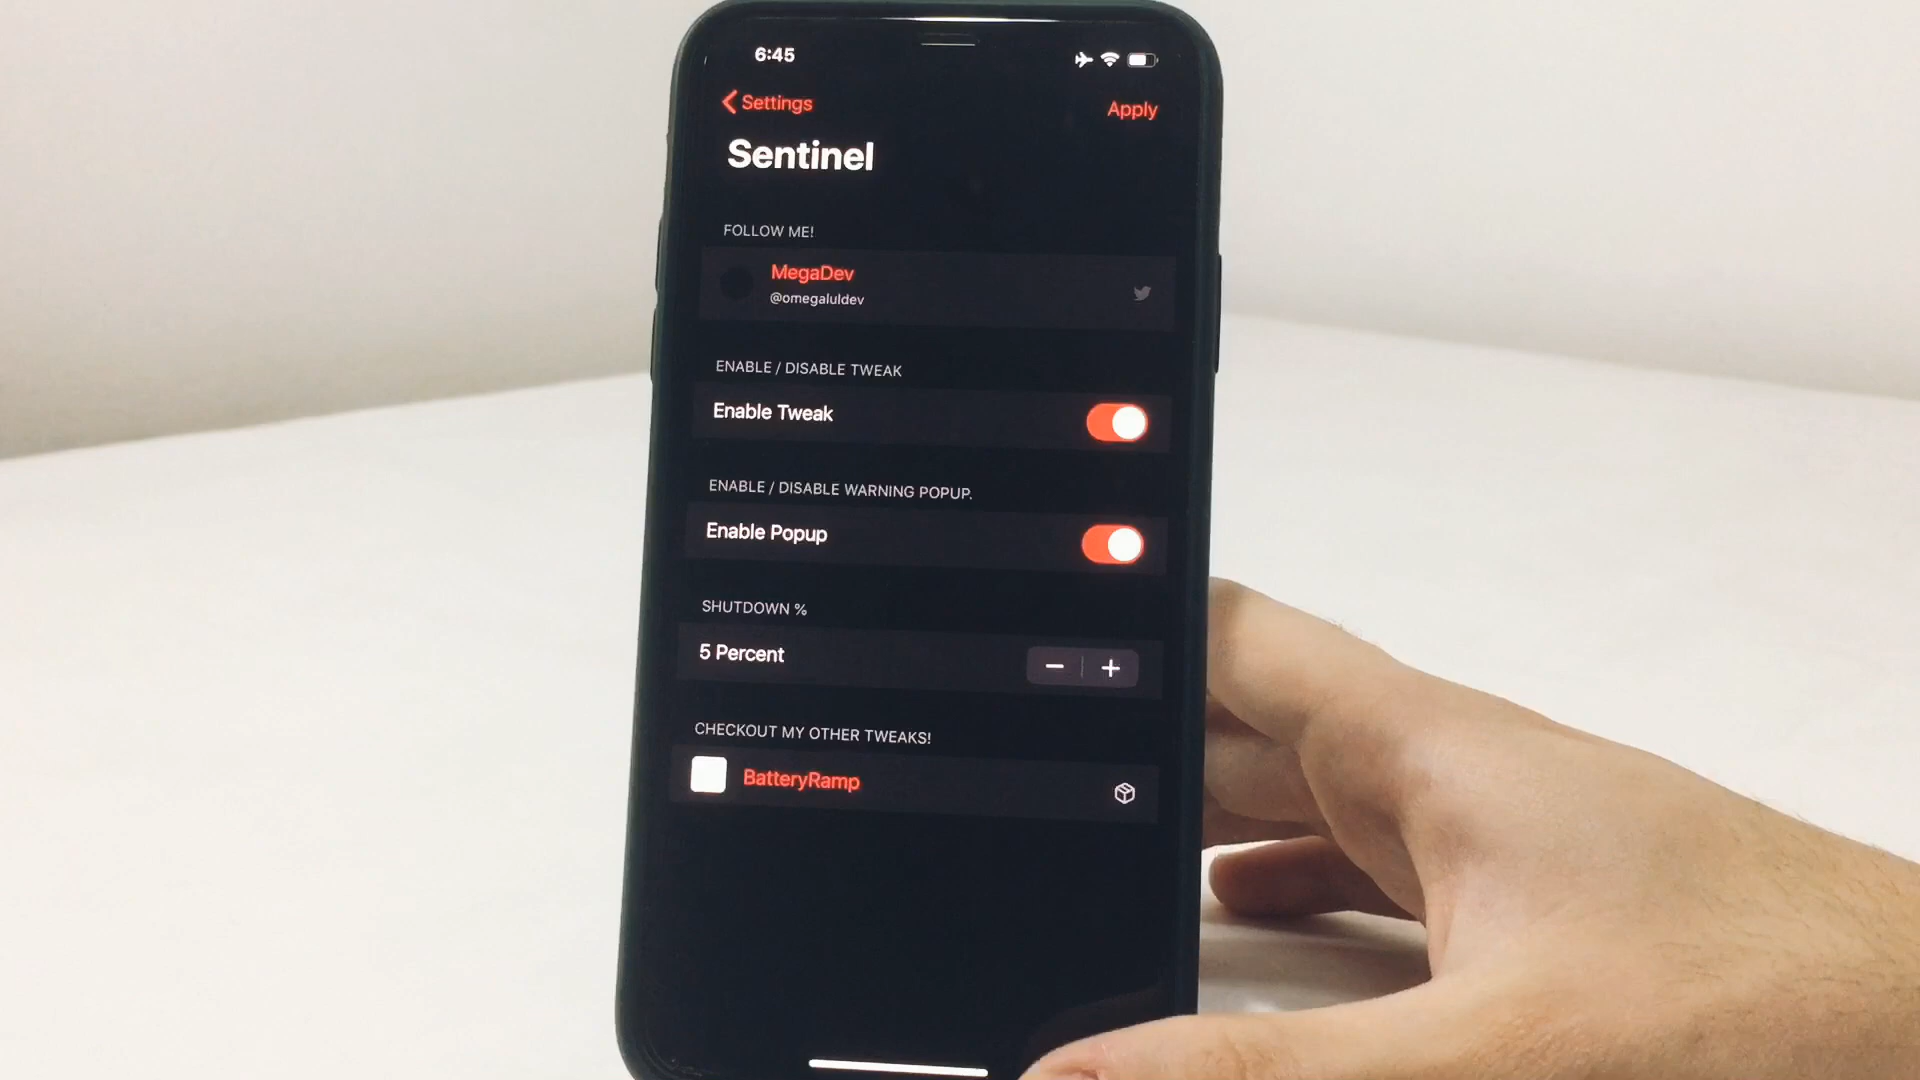 6:45
Settings
Apply
Sentinel
FOLLOW ME!
MegaDev
@omegaluldev
ENABLE / DISABLE TWEAK
Enable Tweak
ENABLE / DISABLE WARNING POPUP.
Enable Popup
SHUTDOWN %
5 Percent
CHECKOUT MY OTHER TWEAKS!
BatteryRamp